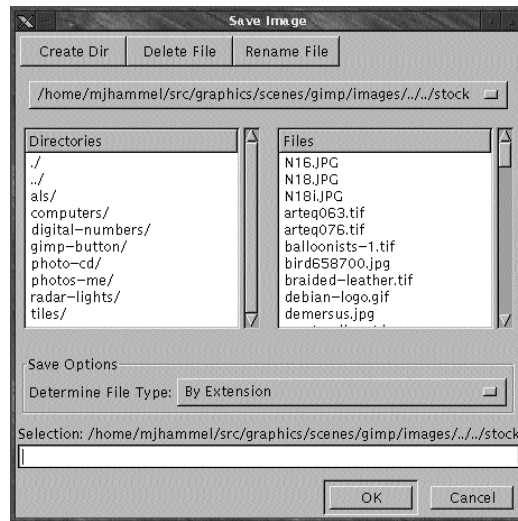 Save Image
Create Dir Delete File Rename File
/home/mjhammel/src/graphics/scenes/gimp/images/../../stock
Directories
./
../
als/
computers/
digital-numbers/
gimp-button/
photo-cd/
photos-me/
radar-lights/
tiles/
Files
N16.JPG
N18.JPG
N18i.JPG
arteq063.tif
arteq076.tif
balloonists-1.tif
bird658700.jpg
braided-leather.tif
debian-logo.gif
demersus.jpg
Save Options
Determine File Type: By Extension
Selection: /home/mjhammel/src/graphics/scenes/gimp/images/../../stock
OK Cancel